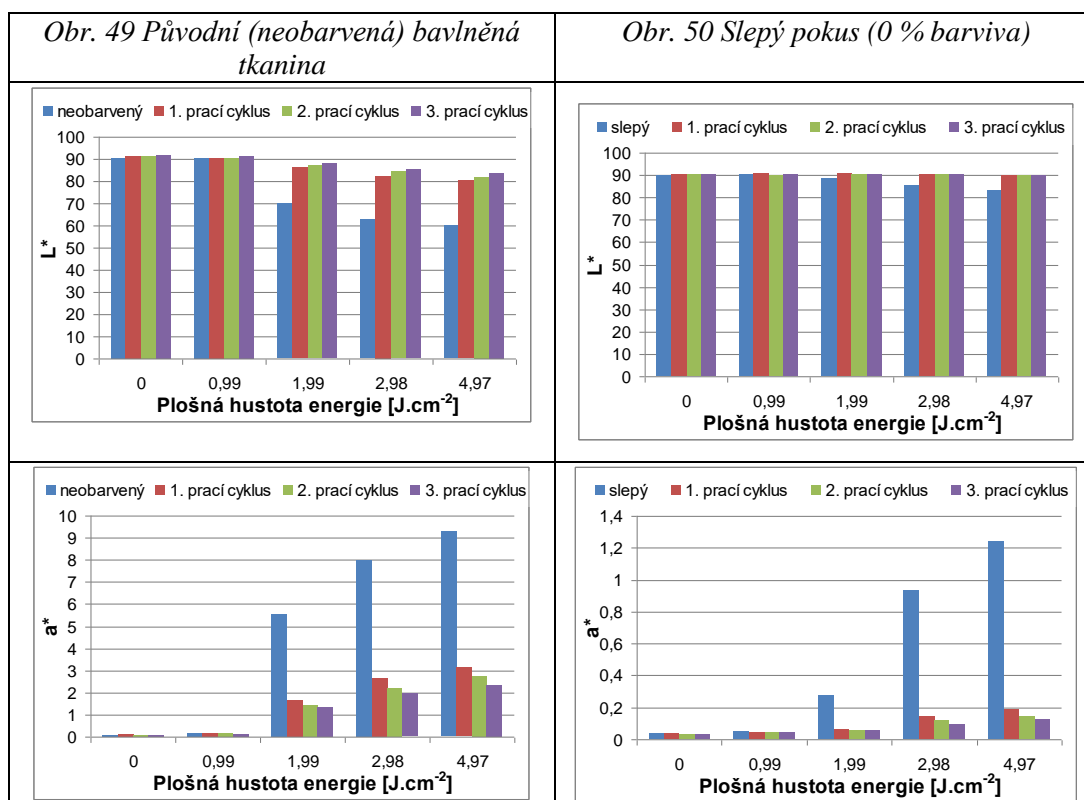 Obr. 49 Původní (neobarvená) bavlněná
tkanina
Obr. 50 Slepý pokus (0 % barviva)
neobarvený 1. prací cyklus 2. prací cyklus 3. prací cyklus
100
90
80
70
60
50
40
30
20
10
0
L*
0 0,99 1,99 2,98 4,97
Plošná hustota energie [J.cm-2]
slepý 1. prací cyklus 2. prací cyklus 3. prací cyklus
100
90
80
70
60
50
40
30
20
10
0
L*
0 0,99 1,99 2,98 4,97
Plošná hustota energie [J.cm-2]
neobarvený 1. prací cyklus 2. prací cyklus 3. prací cyklus
10
9
8
7
6
5
4
3
2
1
0
a*
0 0,99 1,99 2,98 4,97
Plošná hustota energie [J.cm-2]
slepý 1. prací cyklus 2. prací cyklus 3. prací cyklus
1,4
1,2
1
0,8
0,6
0,4
0,2
0
a*
0 0,99 1,99 2,98 4,97
Plošná hustota energie [J.cm-2]